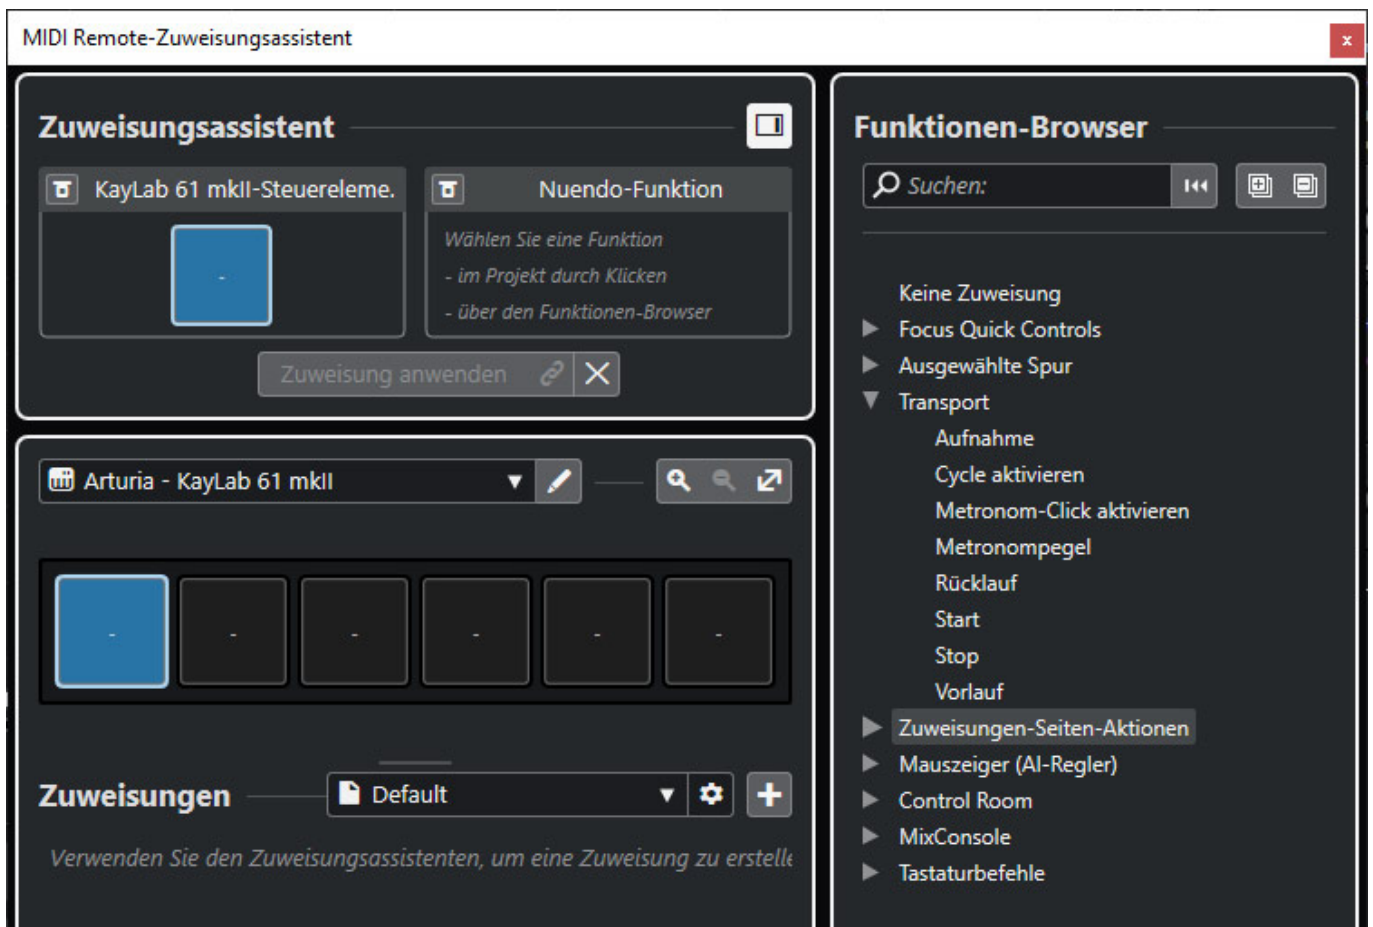 MIDI Remote-Zuweisungsassistent
x
Zuweisungsassistent
KayLab 61 mkII-Steuereleme.
-
Nuendo-Funktion
Wählen Sie eine Funktion
- im Projekt durch Klicken
- über den Funktionen-Browser
Zuweisung anwenden
Arturia - KayLab 61 mkII
- - - - - -
Zuweisungen
Default
Verwenden Sie den Zuweisungsassistenten, um eine Zuweisung zu erstelle
Funktionen-Browser
Suchen:
Keine Zuweisung
Focus Quick Controls
Ausgewählte Spur
Transport
Aufnahme
Cycle aktivieren
Metronom-Click aktivieren
Metronompegel
Rücklauf
Start
Stop
Vorlauf
Zuweisungen-Seiten-Aktionen
Mauszeiger (AI-Regler)
Control Room
MixConsole
Tastaturbefehle